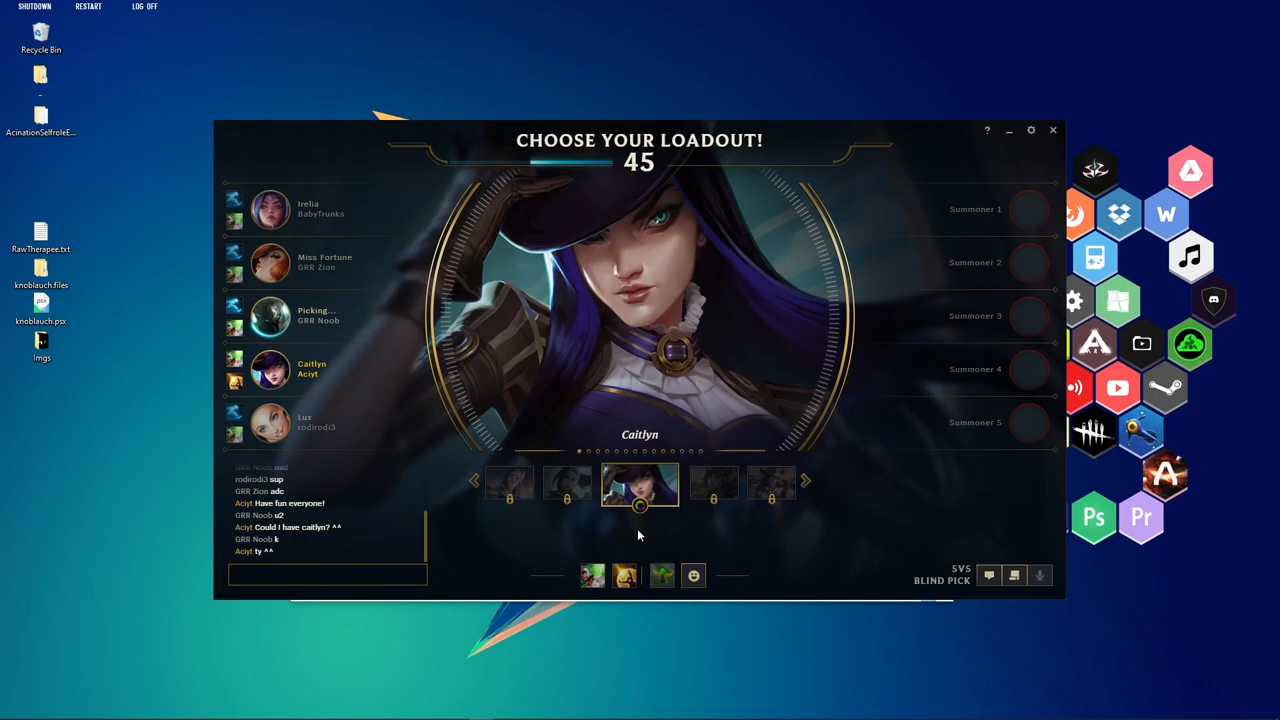 SHUTDOWN RESTART LOG OFF
Recycle Bin
-
AcinationSelfroleE...
RawTherapee.txt
knoblauch.files
knoblauch.psx
Imgs
CHOOSE YOUR LOADOUT!
45
?
Irelia
BabyTrunks
Miss Fortune
GRR Zion
Picking...
GRR Noob
Caitlyn
Aciyt
Lux
rodirodi3
Summoner 1
Summoner 2
Summoner 3
Summoner 4
Summoner 5
Caitlyn
GRR Noob mid
rodirodi3 sup
GRR Zion adc
Aciyt Have fun everyone!
GRR Noob u2
Aciyt Could I have caitlyn? ^^
GRR Noob k
Aciyt ty ^^
5V5
BLIND PICK
W
Ps
Pr